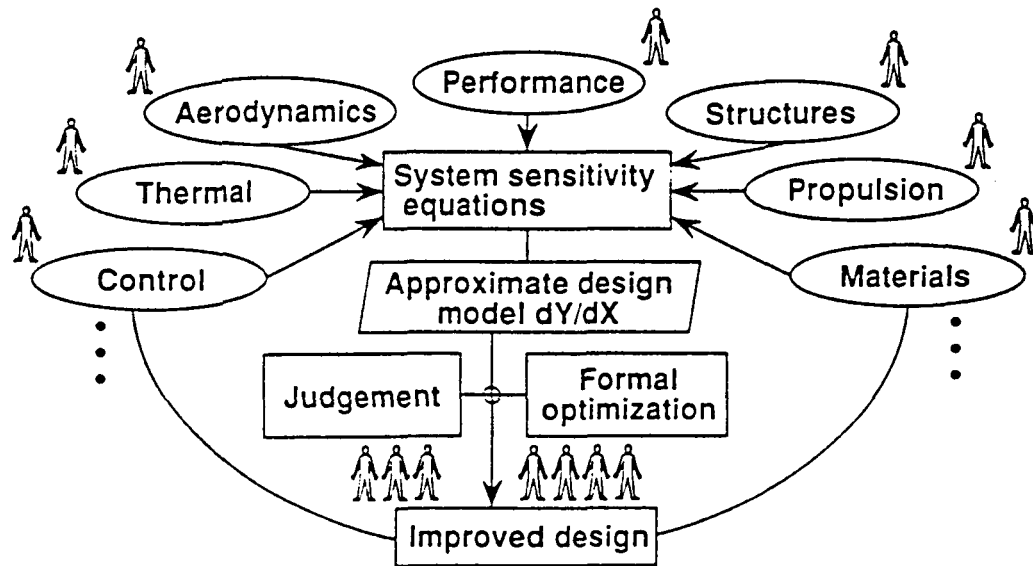 Performance
Aerodynamics
Structures
Thermal
System sensitivity
equations
Propulsion
Control
Materials
Approximate design
model dY/dX
Judgement
Formal
optimization
Improved design